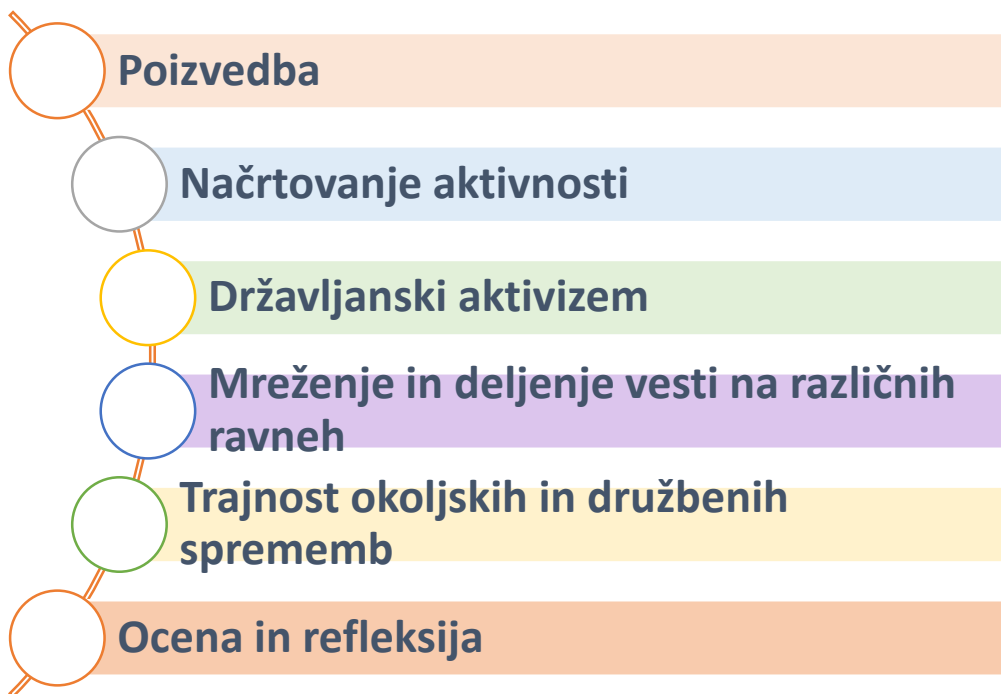 Poizvedba
Načrtovanje aktivnosti
Državljanski aktivizem
Mreženje in deljenje vesti na različnih
ravneh
Trajnost okoljskih in družbenih
sprememb
Ocena in refleksija